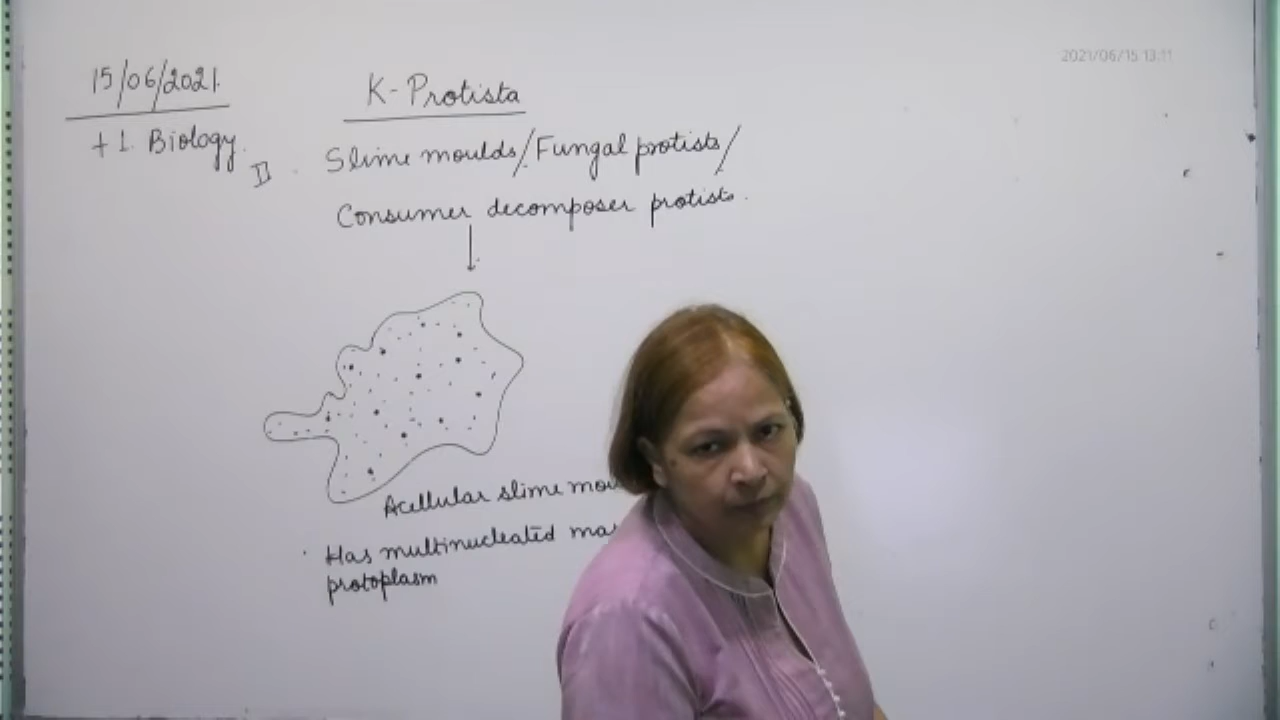 2021/06/15 13:11
15/06/2021.
+1. Biology.
K-Protista
II. Slime moulds/Fungal protists/
Consumer decomposer protists.
Acellular slime
Has multinucleated
protoplasm